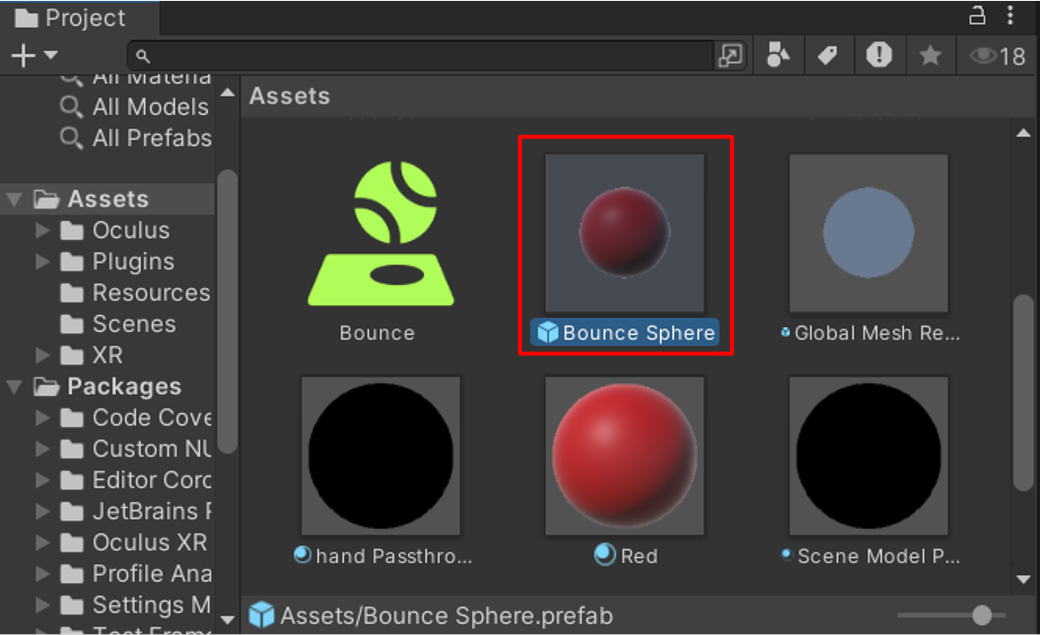 Project
18
All Materia
All Models
All Prefabs
Assets
Oculus
Plugins
Resources
Scenes
XR
Packages
Code Cove
Custom NU
Editor Coro
JetBrains R
Oculus XR
Profile Ana
Settings M
Test Frame
Assets
Bounce
Bounce Sphere
Global Mesh Re...
hand Passthro...
Red
Scene Model P...
Assets/Bounce Sphere.prefab